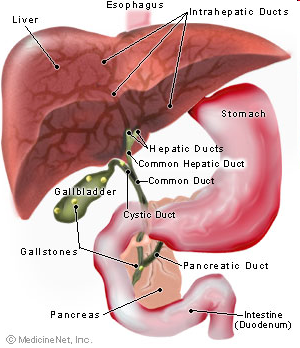 Esophagus
Liver
Intrahepatic Ducts
Stomach
Hepatic Ducts
Common Hepatic Duct
Gallbladder
Common Duct
Cystic Duct
Gallstones
Pancreatic Duct
Pancreas
Intestine
(Duodenum)
© MedicineNet, Inc.